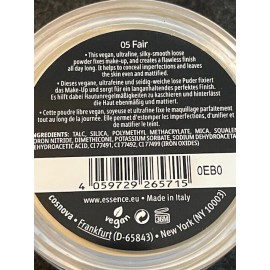 05 Fair
• This vegan, ultrafine, silky-smooth loose
powder fixes make-up, and creates a flawless finish
all day long. It helps to conceal imperfections and leaves
the skin even and mattified.
• Dieses vegane, ultrafeine und seidig-weiche lose Puder fixiert
das Make-Up und sorgt für ein langanhaltendes perfektes Finish.
Es hilft dabei Hautunregelmäßigkeiten zu kaschieren und hinterlässt
die Haut ebenmäßig und mattiert.
• Cette poudre libre vegan, soyeuse et ultrafine fixe le maquillage parfaitement
tout au long de la journée. Elle permet d'estomper les imperfections, d'unifier et
de matifier le teint.
INGREDIENTS: TALC, SILICA, POLYMETHYL METHACRYLATE, MICA, SQUALANE,
BORON NITRIDE, DIMETHICONE, POTASSIUM SORBATE, SODIUM DEHYDROACETATE,
DEHYDROACETIC ACID, CI 77491, CI 77492, CI 77499 (IRON OXIDES)
0EB0
4 059729 265715
www.essence.eu • Made in Italy
vegan
36M
cosnova • Frankfurt (D-65843) • New York (NY 10003)